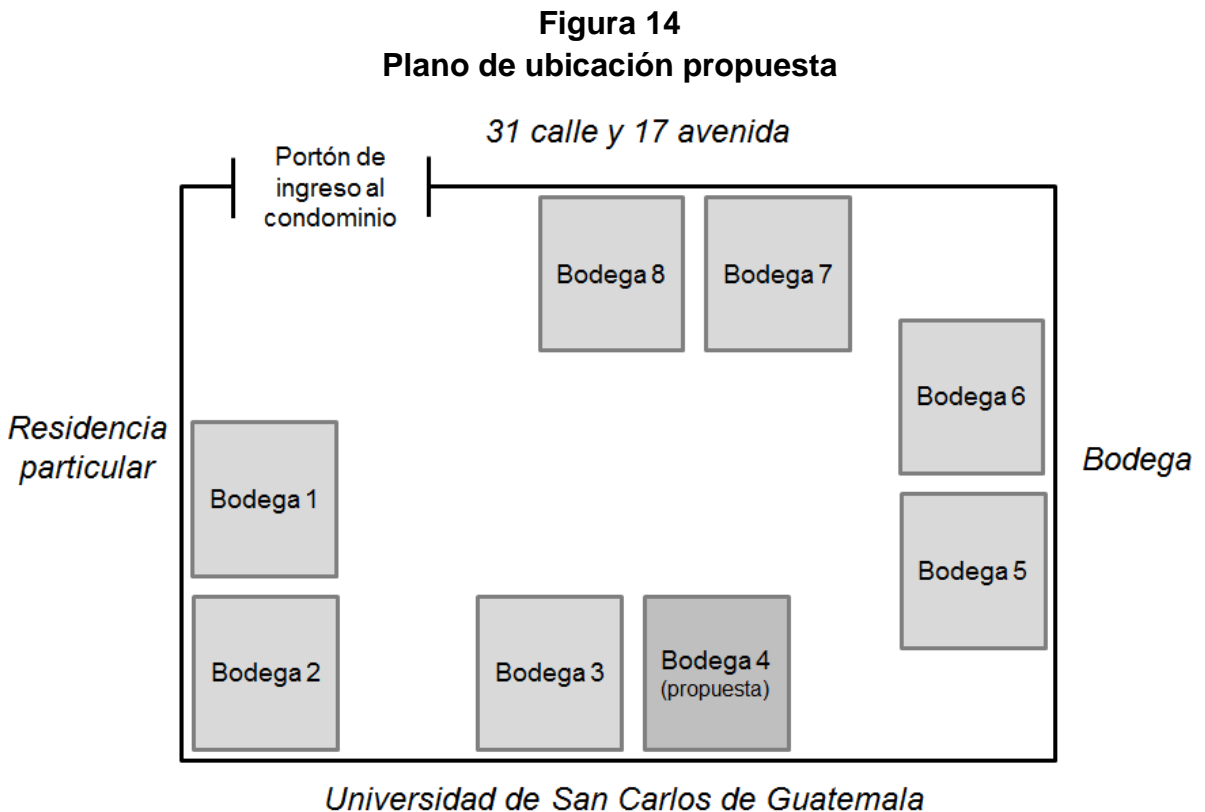 Figura 14
Plano de ubicación propuesta
31 calle y 17 avenida
Portón de
ingreso al
condominio
Bodega 8
Bodega 7
Bodega 6
Residencia
particular
Bodega
Bodega 1
Bodega 5
Bodega 2
Bodega 3
Bodega 4
(propuesta)
Universidad de San Carlos de Guatemala